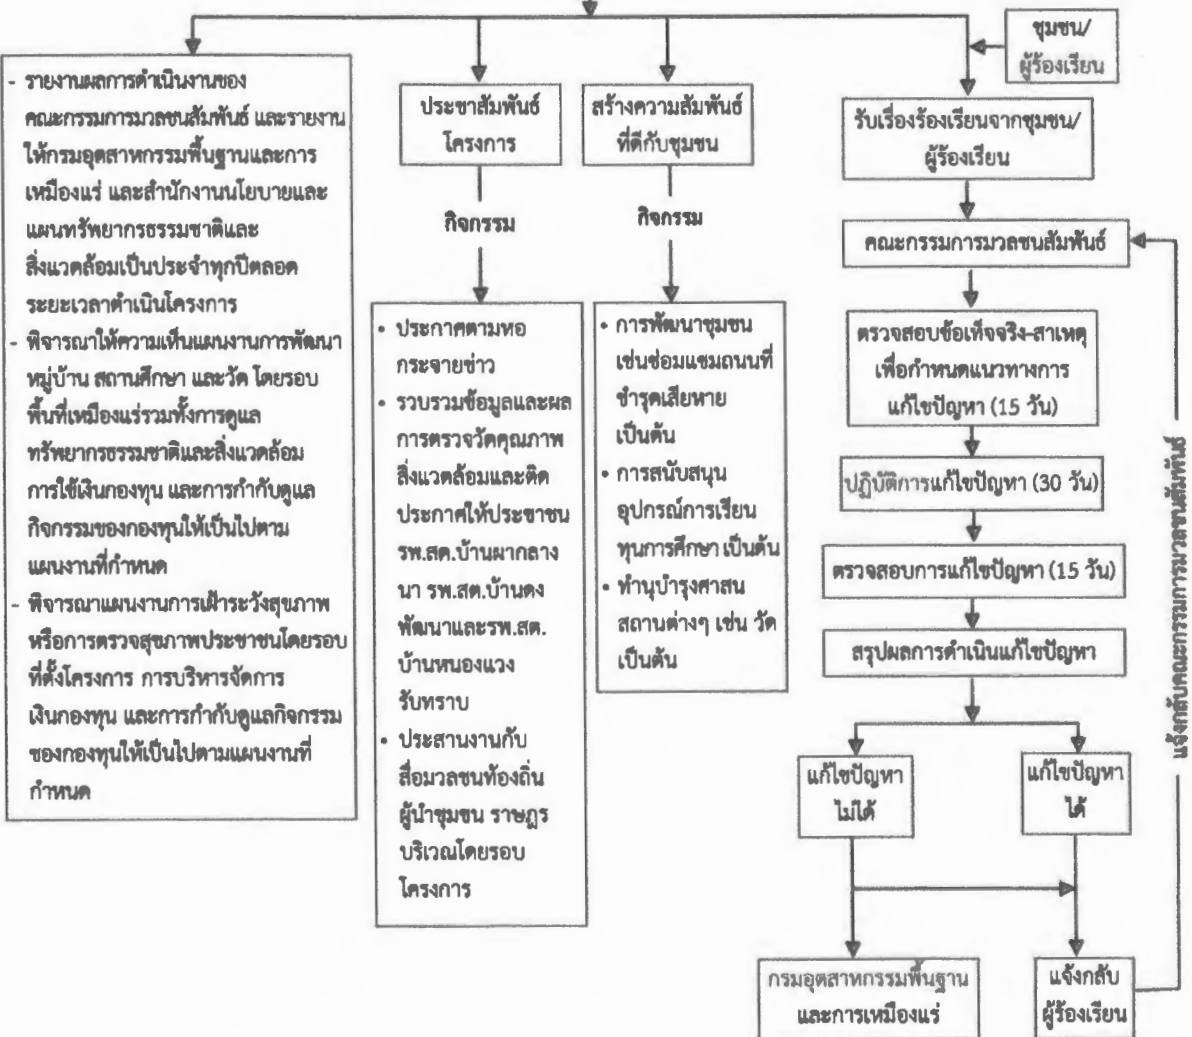 - รายงานผลการดำเนินงานของ
คณะกรรมการมวลชนสัมพันธ์ และรายงาน
ให้กรมอุตสาหกรรมพื้นฐานและการ
เหมืองแร่ และสำนักงานนโยบายและ
แผนทรัพยากรธรรมชาติและ
สิ่งแวดล้อมเป็นประจำทุกปีตลอด
ระยะเวลาดำเนินโครงการ
- พิจารณาให้ความเห็นแผนงานการพัฒนา
หมู่บ้าน สถานศึกษา และวัด โดยรอบ
พื้นที่เหมืองแร่รวมทั้งการดูแล
ทรัพยากรธรรมชาติและสิ่งแวดล้อม
การใช้เงินกองทุน และการกำกับดูแล
กิจกรรมของกองทุนให้เป็นไปตาม
แผนงานที่กำหนด
- พิจารณาแผนงานการเฝ้าระวังสุขภาพ
หรือการตรวจสุขภาพประชาชนโดยรอบ
ที่ตั้งโครงการ การบริหารจัดการ
เงินกองทุน และการกำกับดูแลกิจกรรม
ของกองทุนให้เป็นไปตามแผนงานที่
กำหนด
ประชาสัมพันธ์
โครงการ
กิจกรรม
• ประกาศตามหอ
กระจายข่าว
• รวบรวมข้อมูลและผล
การตรวจวัดคุณภาพ
สิ่งแวดล้อมและติด
ประกาศให้ประชาชน
รพ.สต.บ้านผากลาง
นา รพ.สต.บ้านดง
พัฒนาและรพ.สต.
บ้านหนองแวง
รับทราบ
• ประสานงานกับ
สื่อมวลชนท้องถิ่น
ผู้นำชุมชน ราษฎร
บริเวณโดยรอบ
โครงการ
สร้างความสัมพันธ์
ที่ดีกับชุมชน
กิจกรรม
• การพัฒนาชุมชน
เช่นซ่อมแซมถนนที่
ชำรุดเสียหาย
เป็นต้น
• การสนับสนุน
อุปกรณ์การเรียน
ทุนการศึกษา เป็นต้น
• ทำนุบำรุงศาสน
สถานต่างๆ เช่น วัด
เป็นต้น
ชุมชน/
ผู้ร้องเรียน
รับเรื่องร้องเรียนจากชุมชน/
ผู้ร้องเรียน
คณะกรรมการมวลชนสัมพันธ์
ตรวจสอบข้อเท็จจริง-สาเหตุ
เพื่อกำหนดแนวทางการ
แก้ไขปัญหา (15 วัน)
ปฏิบัติการแก้ไขปัญหา (30 วัน)
ตรวจสอบการแก้ไขปัญหา (15 วัน)
สรุปผลการดำเนินแก้ไขปัญหา
แก้ไขปัญหา
ไม่ได้
แก้ไขปัญหา
ได้
กรมอุตสาหกรรมพื้นฐาน
และการเหมืองแร่
แจ้งกลับ
ผู้ร้องเรียน
แจ้งกลับคณะกรรมการมวลชนสัมพันธ์